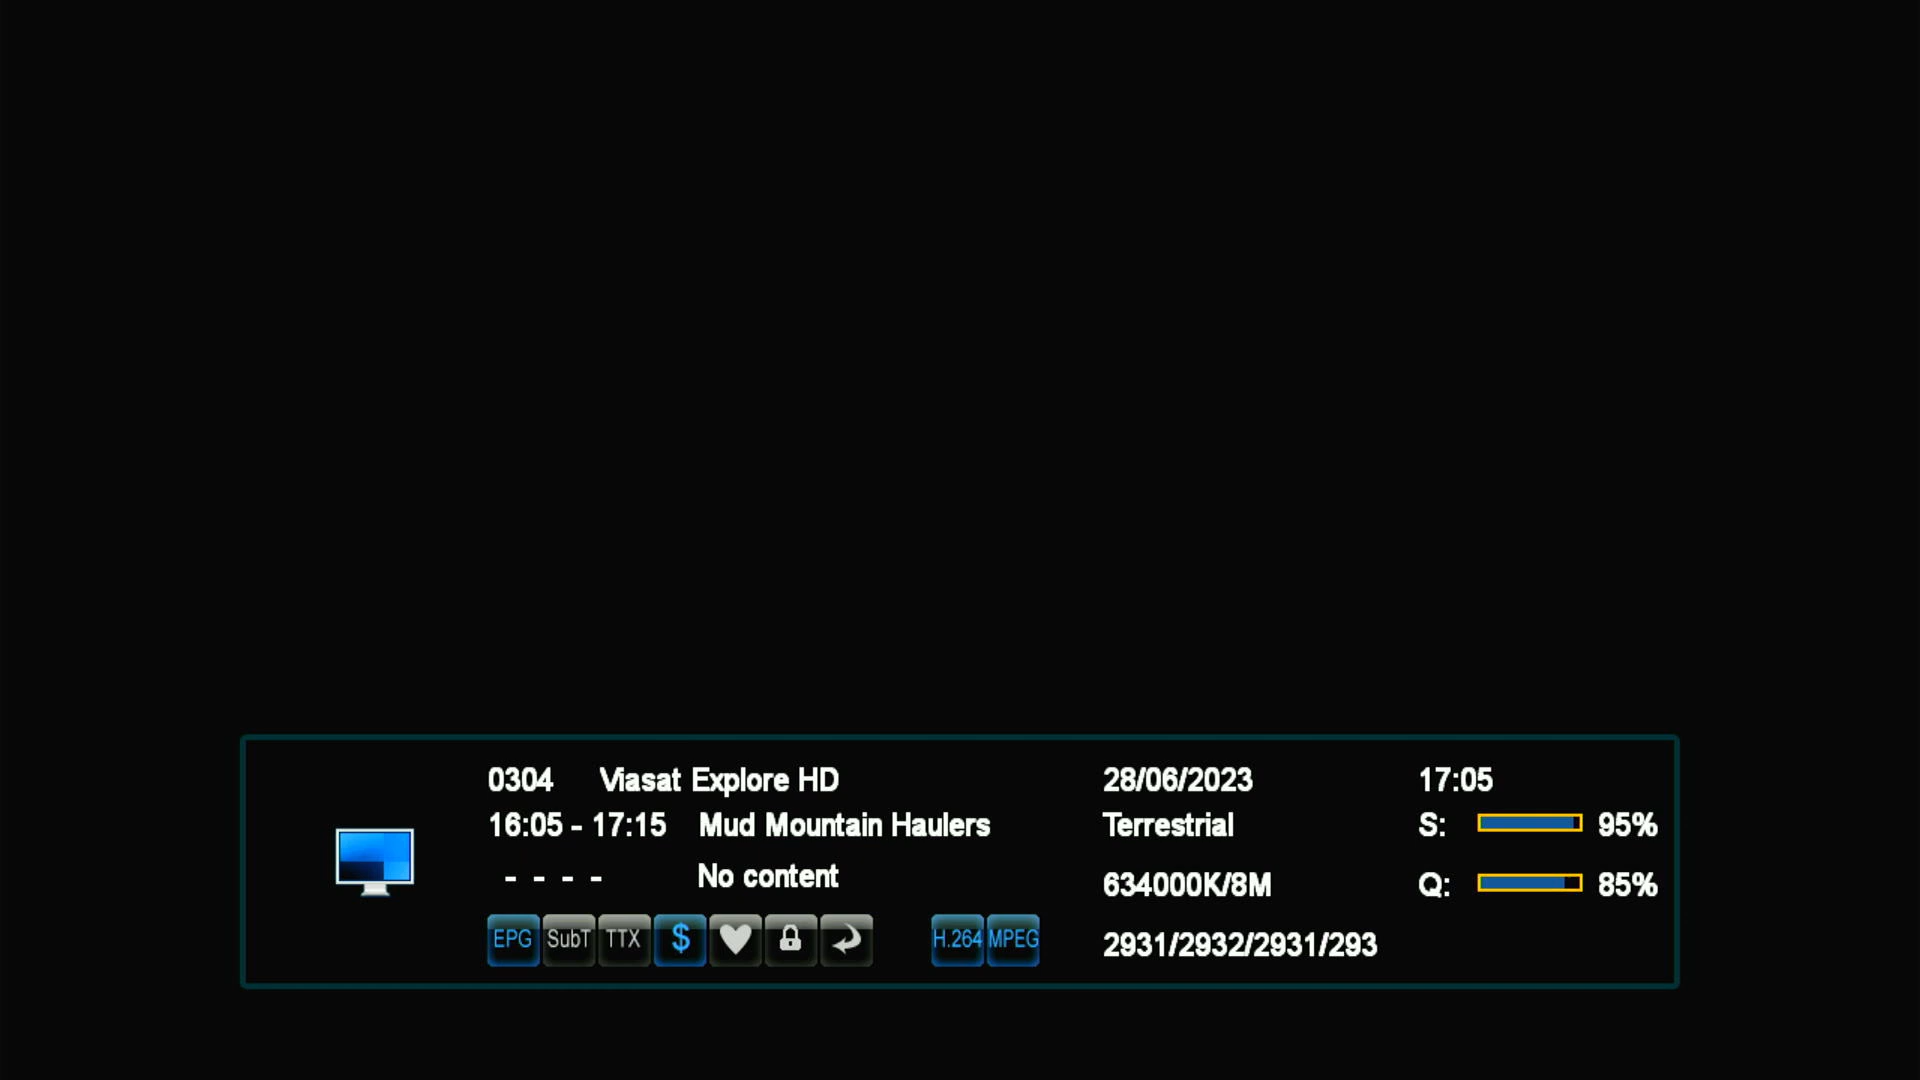 0304 Viasat Explore HD 28/06/2023 17:05
16:05 - 17:15 Mud Mountain Haulers Terrestrial S: 95%
- - - - No content 634000K/8M Q: 85%
EPG SubT TTX $ H.264 MPEG 2931/2932/2931/293